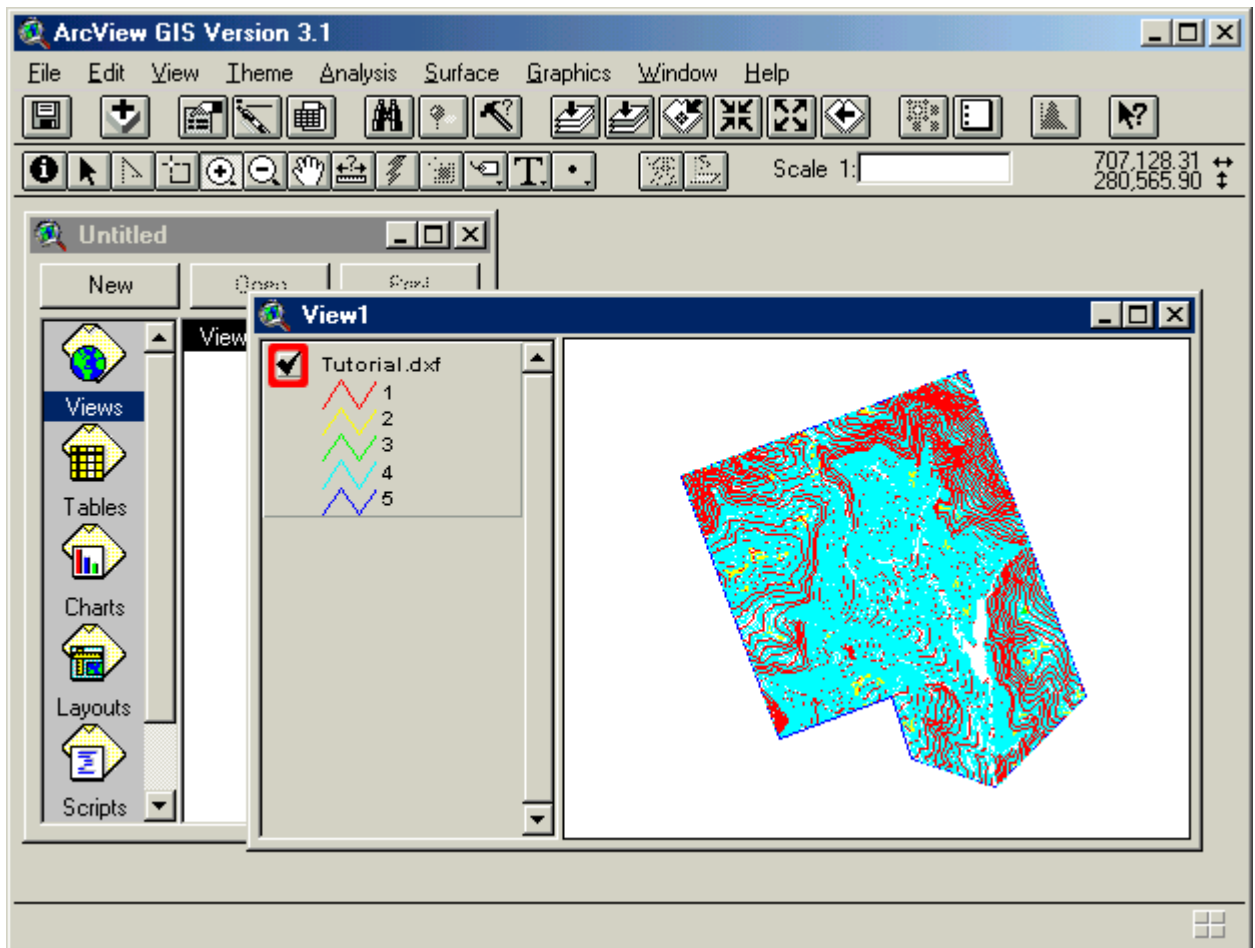 ArcView GIS Version 3.1
File Edit View Theme Analysis Surface Graphics Window Help
Scale 1:
707,128.31
280,565.90
Untitled
New Open
View1
View
Tutorial.dxf
1
2
3
4
5
Views
Tables
Charts
Layouts
Scripts